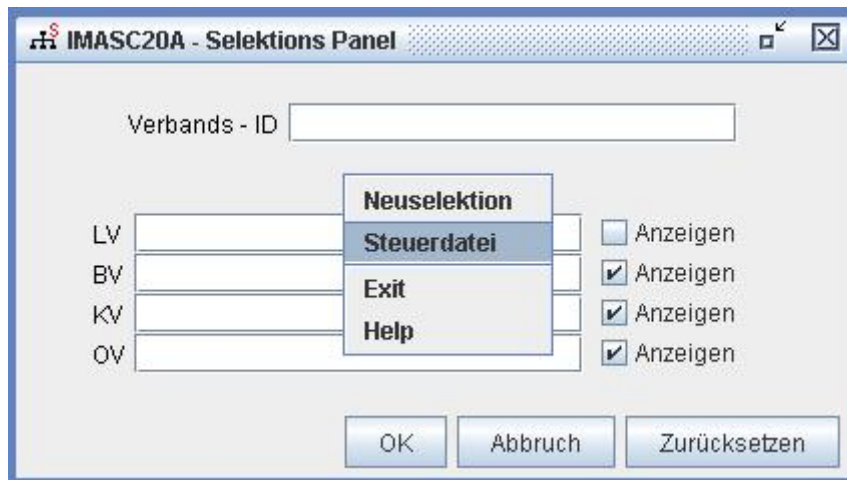 IMASC20A - Selektions Panel
Verbands - ID
Neuselektion
LV Steuerdatei Anzeigen
BV Exit Anzeigen
KV Help Anzeigen
OV Anzeigen
OK Abbruch Zurücksetzen